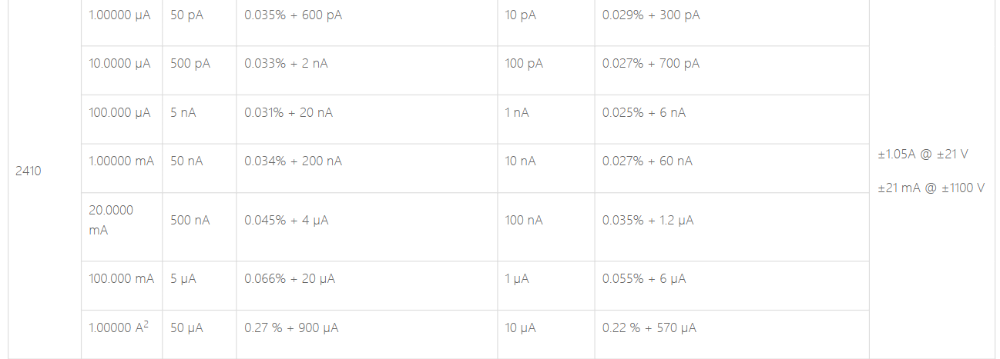 1.00000 µA 50 pA 0.035% + 600 pA 10 pA 0.029% + 300 pA
10.0000 µA 500 pA 0.033% + 2 nA 100 pA 0.027% + 700 pA
100.000 µA 5 nA 0.031% + 20 nA 1 nA 0.025% + 6 nA
1.00000 mA 50 nA 0.034% + 200 nA 10 nA 0.027% + 60 nA
±1.05A @ ±21 V
2410
±21 mA @ ±1100 V
20.0000
mA
500 nA 0.045% + 4 µA 100 nA 0.035% + 1.2 µA
100.000 mA 5 µA 0.066% + 20 µA 1 µA 0.055% + 6 µA
1.00000 A² 50 µA 0.27 % + 900 µA 10 µA 0.22 % + 570 µA